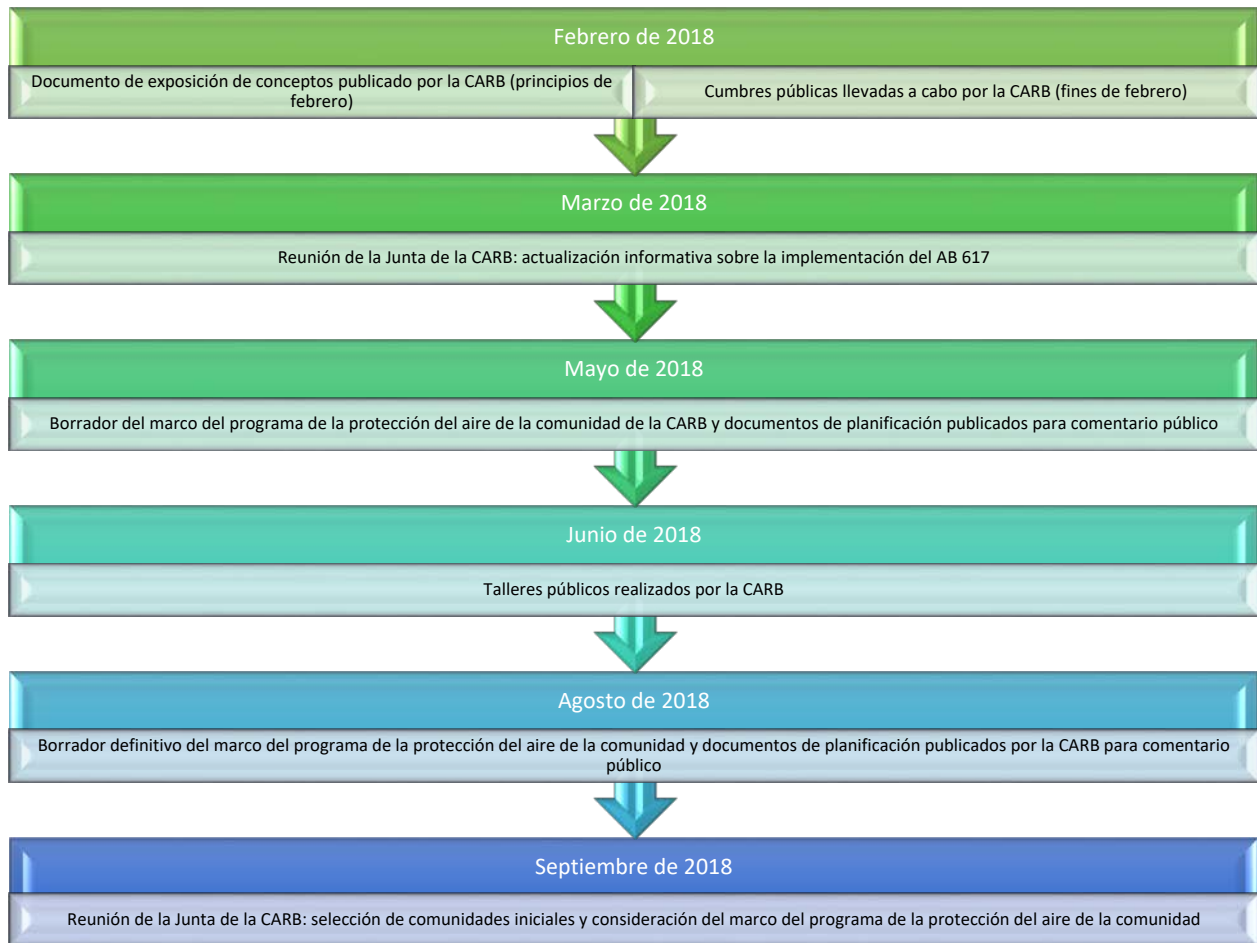 Febrero de 2018
Documento de exposición de conceptos publicado por la CARB (principios de
febrero)
Cumbres públicas llevadas a cabo por la CARB (fines de febrero)
Marzo de 2018
Reunión de la Junta de la CARB: actualización informativa sobre la implementación del AB 617
Mayo de 2018
Borrador del marco del programa de la protección del aire de la comunidad de la CARB y documentos de planificación publicados para comentario público
Junio de 2018
Talleres públicos realizados por la CARB
Agosto de 2018
Borrador definitivo del marco del programa de la protección del aire de la comunidad y documentos de planificación publicados por la CARB para comentario
público
Septiembre de 2018
Reunión de la Junta de la CARB: selección de comunidades iniciales y consideración del marco del programa de la protección del aire de la comunidad